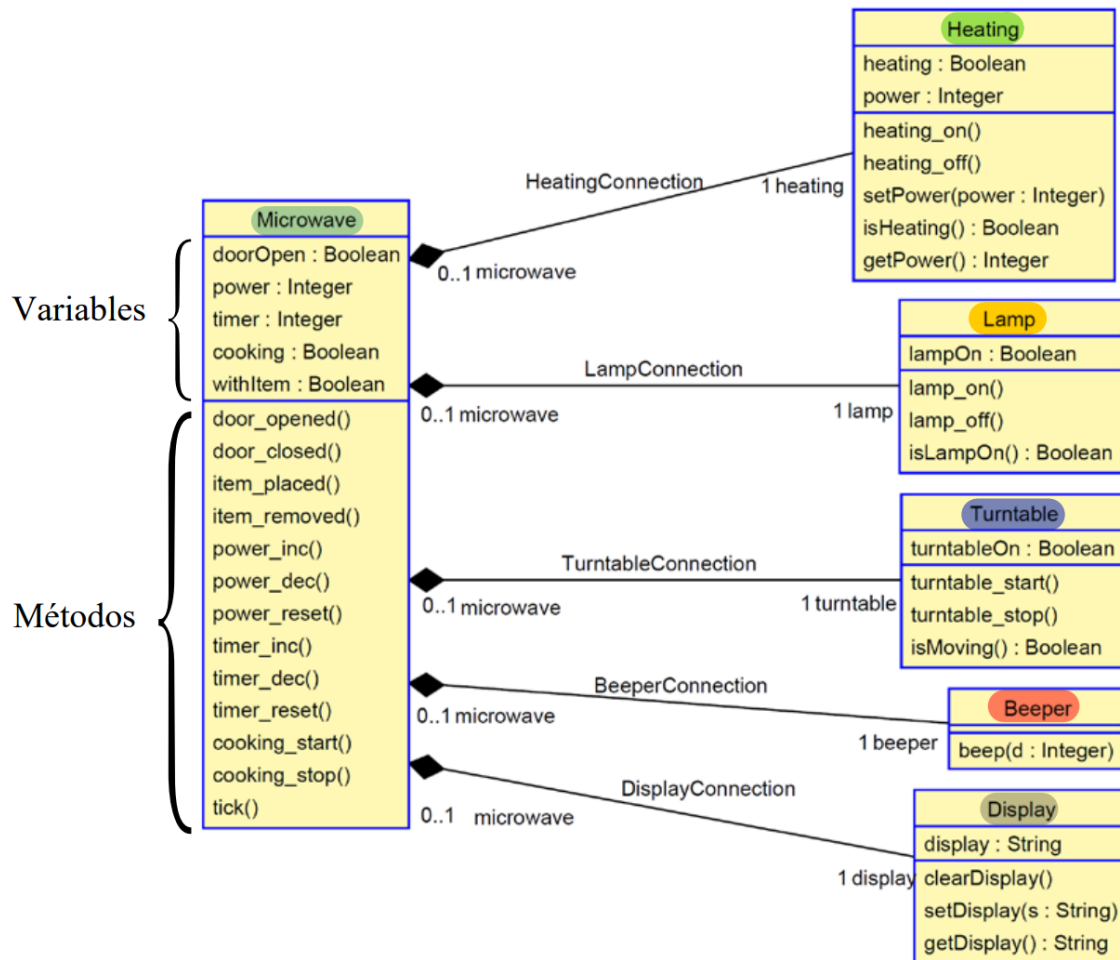 Variables
Métodos
Microwave
doorOpen : Boolean
power : Integer
timer : Integer
cooking : Boolean
withItem : Boolean
door_opened()
door_closed()
item_placed()
item_removed()
power_inc()
power_dec()
power_reset()
timer_inc()
timer_dec()
timer_reset()
cooking_start()
cooking_stop()
tick()
HeatingConnection
0..1 microwave
1 heating
Heating
heating : Boolean
power : Integer
heating_on()
heating_off()
setPower(power : Integer)
isHeating() : Boolean
getPower() : Integer
LampConnection
0..1 microwave
1 lamp
Lamp
lampOn : Boolean
lamp_on()
lamp_off()
isLampOn() : Boolean
TurntableConnection
0..1 microwave
1 turntable
Turntable
turntableOn : Boolean
turntable_start()
turntable_stop()
isMoving() : Boolean
BeeperConnection
0..1 microwave
1 beeper
Beeper
beep(d : Integer)
DisplayConnection
0..1 microwave
1 display
Display
display : String
clearDisplay()
setDisplay(s : String)
getDisplay() : String